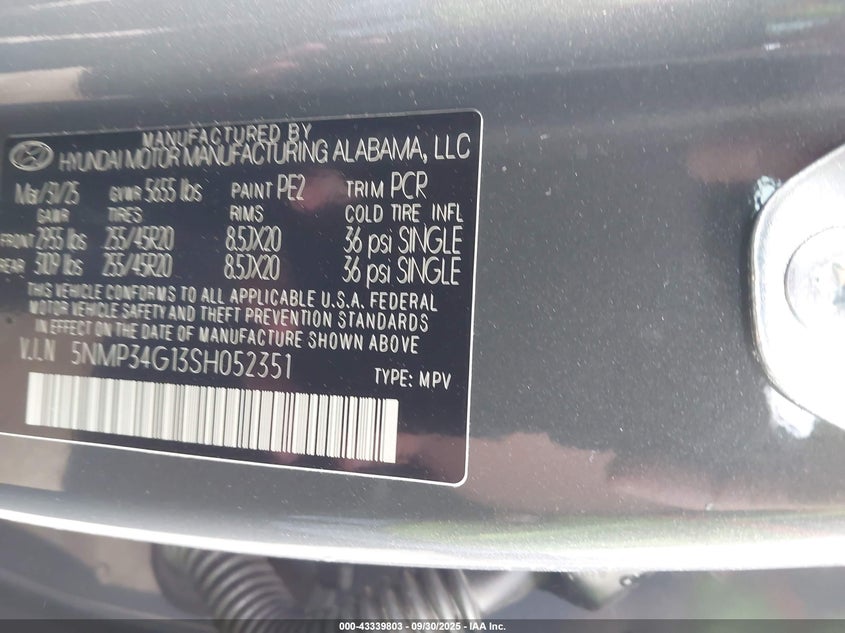 MANUFACTURED BY
HYUNDAI MOTOR MANUFACTURING ALABAMA, LLC
Mar/31/25 GVWR 5655 lbs PAINT PE2 TRIM PCR
GAWR TIRES RIMS COLD TIRE INFL
FRONT 2955 lbs 255/45R20 8.5JX20 36 psi SINGLE
REAR 3019 lbs 255/45R20 8.5JX20 36 psi SINGLE
THIS VEHICLE CONFORMS TO ALL APPLICABLE U.S.A. FEDERAL
MOTOR VEHICLE SAFETY AND THEFT PREVENTION STANDARDS
IN EFFECT ON THE DATE OF MANUFACTURE SHOWN ABOVE
V.I.N 5NMP34G13SH052351
TYPE: MPV
000-43339803 - 09/30/2025 - IAA Inc.